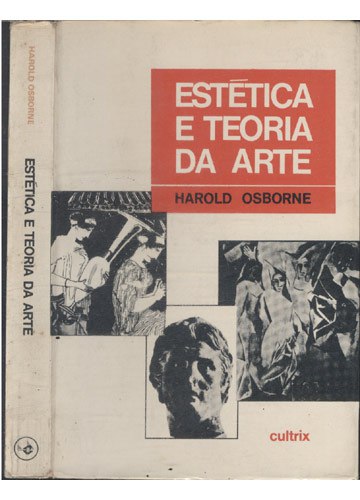 HAROLD OSBORNE
ESTÉTICA E TEORIA DA ARTE
ESTÉTICA
E TEORIA
DA ARTE
HAROLD OSBORNE
cultrix